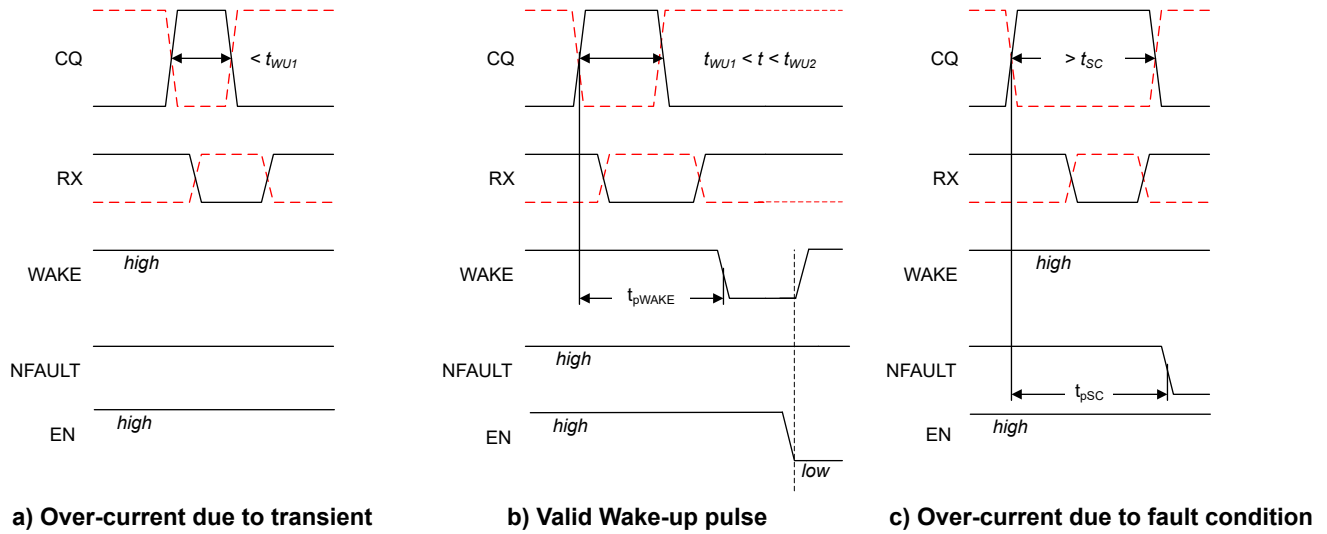 CQ
< tWU1
RX
WAKE
high
NFAULT
EN
high
a) Over-current due to transient
CQ
tWU1 < t < tWU2
RX
WAKE
tpWAKE
NFAULT
high
EN
high
low
b) Valid Wake-up pulse
CQ
> tSC
RX
WAKE
high
NFAULT
tpSC
EN
high
c) Over-current due to fault condition